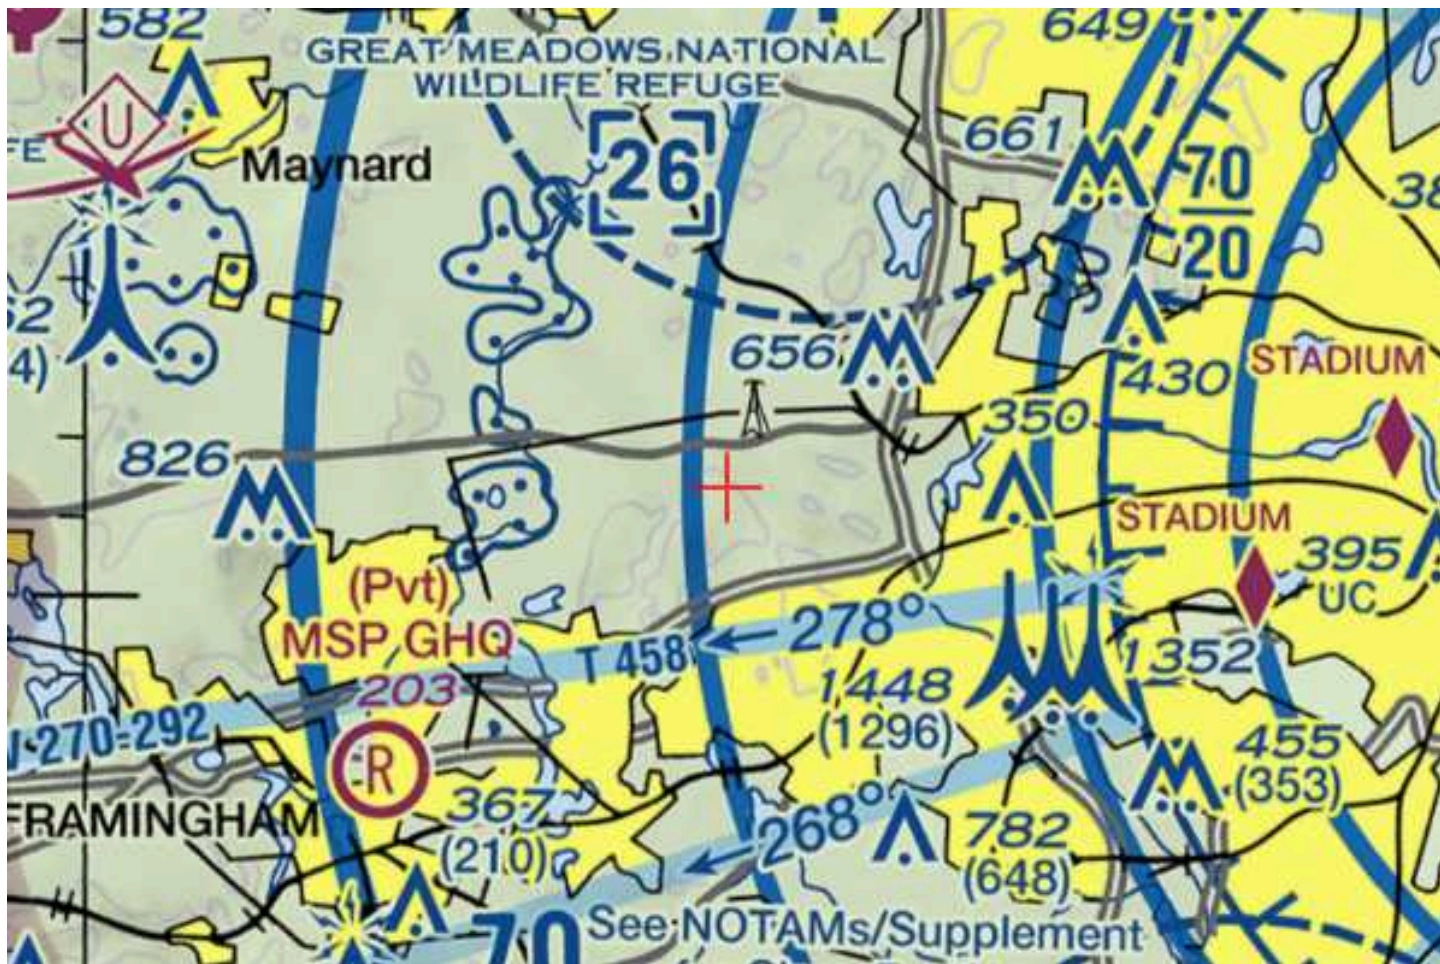 582
GREAT MEADOWS NATIONAL
WILDLIFE REFUGE
649
U
Maynard
26
661
70
20
656
430
STADIUM
350
826
STADIUM
395
UC
(Pvt)
MSP GHQ
203
R
T 458
278°
1352
1448
(1296)
270-292
455
(353)
FRAMINGHAM
367
(210)
268°
782
(648)
70
See NOTAMs/Supplement